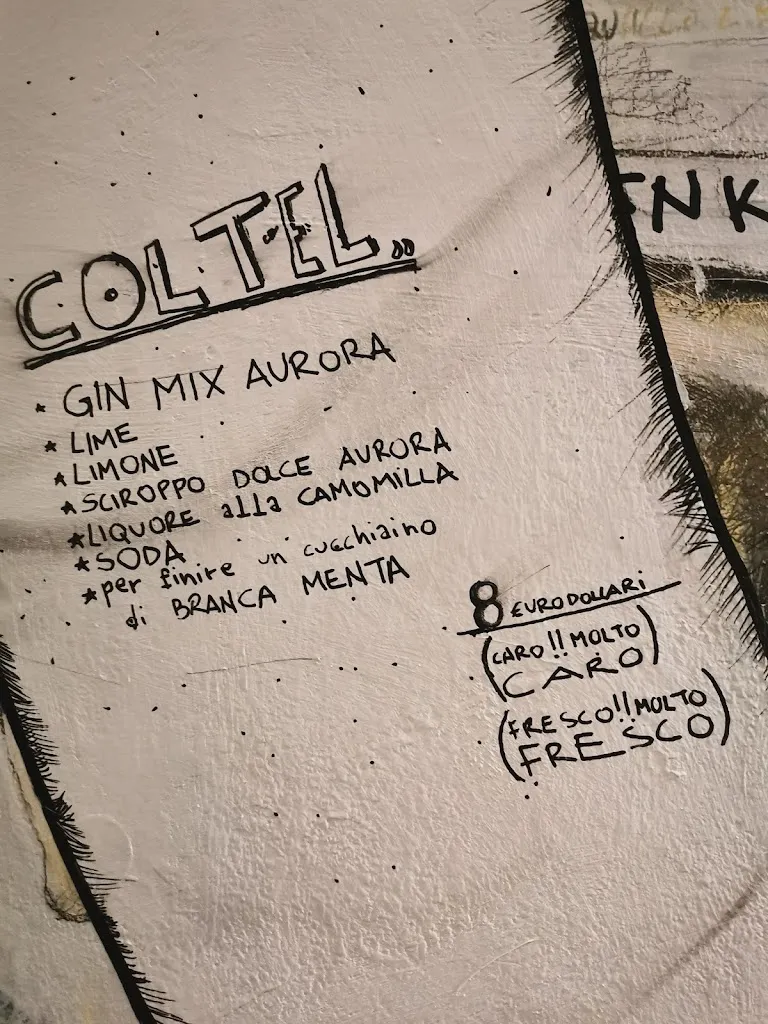 COLTEL..
• GIN MIX AURORA
* LIME
* LIMONE
* SCIROPPO DOLCE AURORA
* LIQUORE alla CAMOMILLA
* SODA
* per finire un cucchiaino
di BRANCA MENTA
8 EURODOLLARI
(CARO!! MOLTO
CARO)
(FRESCO!! MOLTO
FRESCO)